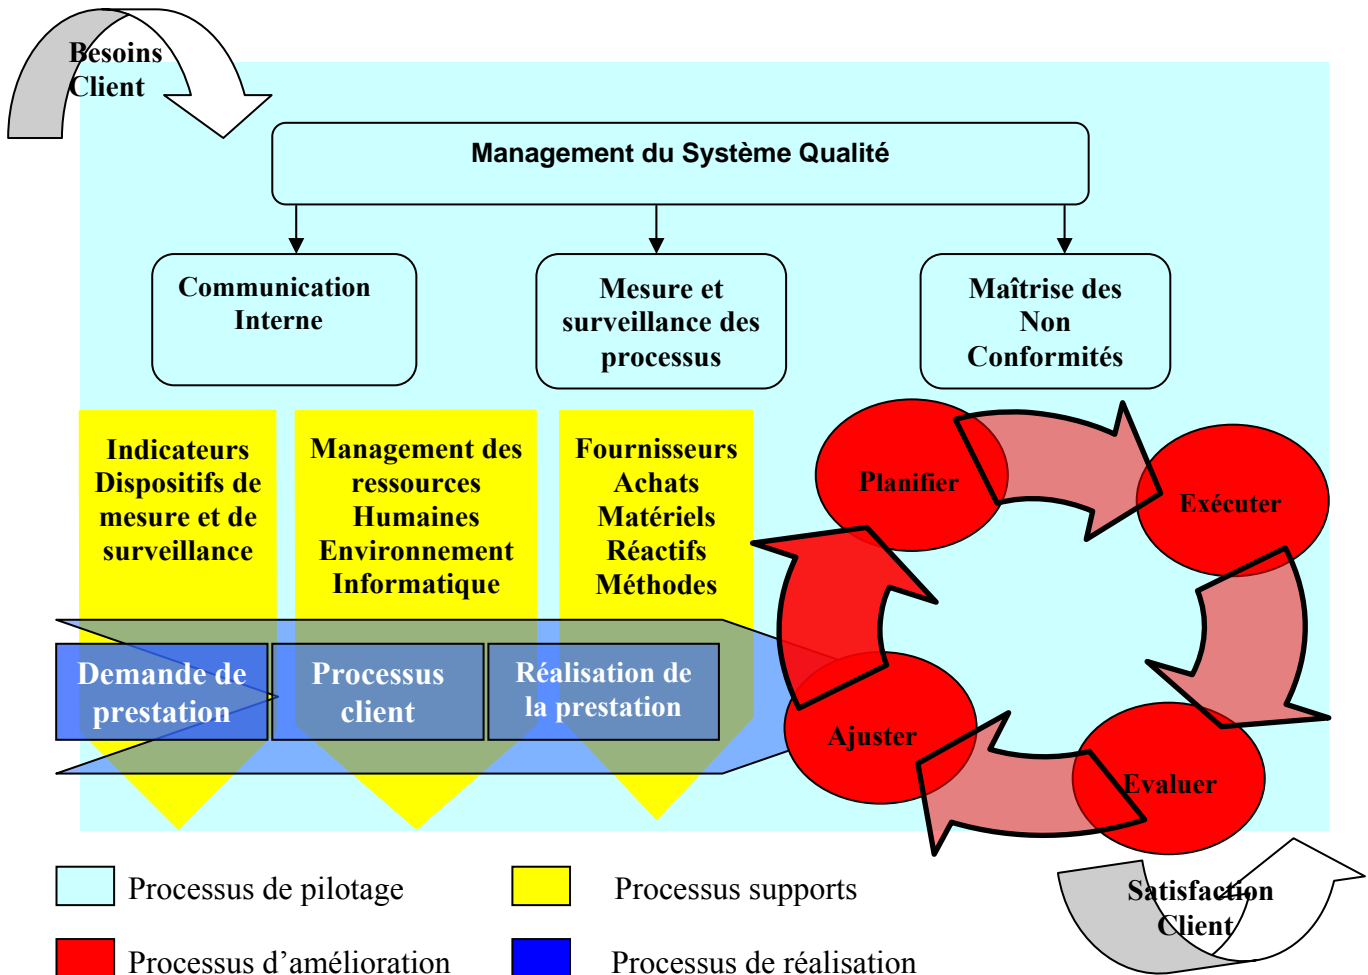 Besoins
Client
Management du Système Qualité
Communication
Interne
Mesure et
surveillance des
processus
Maîtrise des
Non
Conformités
Indicateurs
Dispositifs de
mesure et de
surveillance
Management des
ressources
Humaines
Environnement
Informatique
Fournisseurs
Achats
Matériels
Réactifs
Méthodes
Planifier
Exécuter
Demande de
prestation
Processus
client
Réalisation de
la prestation
Ajuster
Evaluer
Processus de pilotage
Processus supports
Satisfaction
Client
Processus d’amélioration
Processus de réalisation